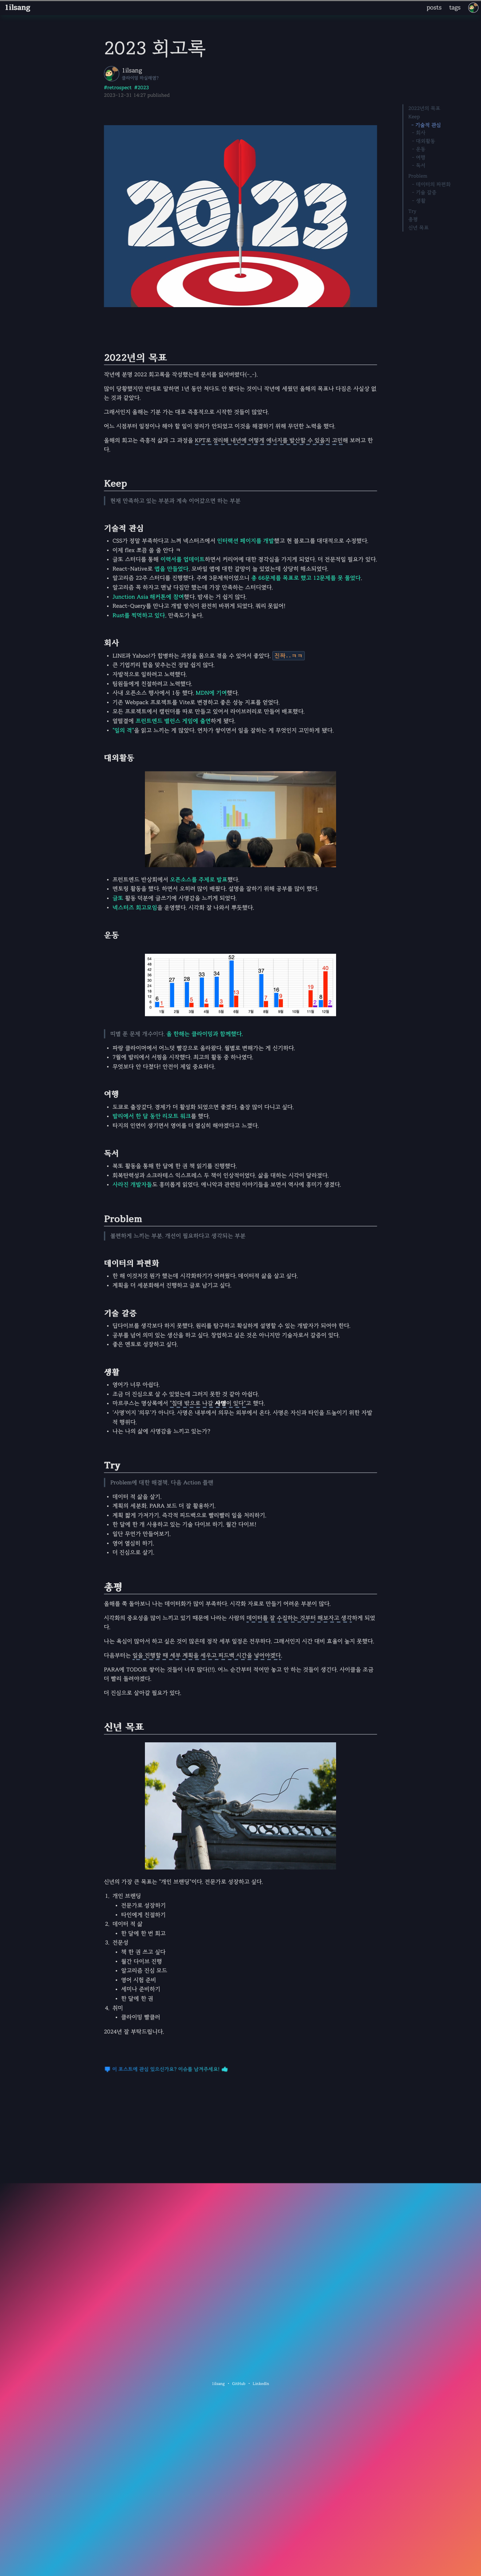 1ilsang
posts
tags
2023 회고록
1ilsang
클라이밍 하실래염?
#retrospect #2023
2023-12-31 14:27 published
2022년의 목표
Keep
기술적 관심
회사
대외활동
운동
여행
독서
Problem
데이터의 파편화
기술 갈증
생활
Try
총평
신년 목표
2023
2022년의 목표
작년에 분명 2022 회고록을 작성했는데 문서를 잃어버렸다(-_-).
많이 당황했지만 반대로 말하면 1년 동안 쳐다도 안 봤다는 것이니 작년에 세웠던 올해의 목표나 다짐은 사실상 없
는 것과 같았다.
그래서인지 올해는 기분 가는 대로 즉흥적으로 시작한 것들이 많았다.
어느 시점부터 일정이나 해야 할 일이 정리가 안되었고 이것을 해결하기 위해 무던한 노력을 했다.
올해의 회고는 즉흥적 삶과 그 과정을 KPT로 정리해 내년에 어떻게 에너지를 발산할 수 있을지 고민해 보려고 한
다.
Keep
현재 만족하고 있는 부분과 계속 이어갔으면 하는 부분
기술적 관심
CSS가 정말 부족하다고 느껴 넥스터즈에서 인터랙션 페이지를 개발했고 현 블로그를 대대적으로 수정했다.
이제 flex 쪼끔 쓸 줄 안다 ㅋ
글또 스터디를 통해 이력서를 업데이트하면서 커리어에 대한 경각심을 가지게 되었다. 더 전문적일 필요가 있다.
React-Native로 앱을 만들었다. 모바일 앱에 대한 갈망이 늘 있었는데 상당히 해소되었다.
알고리즘 22주 스터디를 진행했다. 주에 3문제씩이었으니 총 66문제를 목표로 했고 12문제를 못 풀었다.
알고리즘 꼭 하자고 맨날 다짐만 했는데 가장 만족하는 스터디였다.
Junction Asia 해커톤에 참여했다. 밤새는 거 쉽지 않다.
React-Query를 만나고 개발 방식이 완전히 바뀌게 되었다. 쿼리 못잃어!
Rust를 찍먹하고 있다. 만족도가 높다.
회사
LINE과 Yahoo!가 합병하는 과정을 몸으로 겪을 수 있어서 좋았다. 진짜..ㅋㅋ
큰 기업끼리 합을 맞추는건 정말 쉽지 않다.
자발적으로 일하려고 노력했다.
팀원들에게 친절하려고 노력했다.
사내 오픈소스 행사에서 1등 했다. MDN에 기여했다.
기존 Webpack 프로젝트를 Vite로 변경하고 좋은 성능 지표를 얻었다.
모든 프로젝트에서 캘린더를 따로 만들고 있어서 라이브러리로 만들어 배포했다.
얼떨결에 프런트엔드 밸런스 게임에 출연하게 됐다.
"일의 격"을 읽고 느끼는 게 많았다. 연차가 쌓이면서 일을 잘하는 게 무엇인지 고민하게 됐다.
대외활동
프런트엔드 반상회에서 오픈소스를 주제로 발표했다.
멘토링 활동을 했다. 하면서 오히려 많이 배웠다. 설명을 잘하기 위해 공부를 많이 했다.
글또 활동 덕분에 글쓰기에 사명감을 느끼게 되었다.
넥스터즈 회고모임을 운영했다. 시각화 잘 나와서 뿌듯했다.
운동
티켈 푼 문제 개수이다. 올 한해는 클라이밍과 함께했다.
파랑 클라이머에서 어느덧 빨강으로 올라왔다. 월별로 변해가는 게 신기하다.
7월에 발리에서 서핑을 시작했다. 최고의 활동 중 하나였다.
무엇보다 안 다쳤다! 안전이 제일 중요하다.
여행
도쿄로 출장갔다. 경제가 더 활성화 되었으면 좋겠다. 출장 많이 다니고 싶다.
발리에서 한 달 동안 리모트 워크를 했다.
타지의 인연이 생기면서 영어를 더 열심히 해야겠다고 느꼈다.
독서
북또 활동을 통해 한 달에 한 권 책 읽기를 진행했다.
회복탄력성과 소크라테스 익스프레스 두 책이 인상적이었다. 삶을 대하는 시각이 달라졌다.
사라진 개발자들도 흥미롭게 읽었다. 애니악과 관련된 이야기들을 보면서 역사에 흥미가 생겼다.
Problem
불편하게 느끼는 부분, 개선이 필요하다고 생각되는 부분
데이터의 파편화
한 해 이것저것 뭔가 했는데 시각화하기가 어려웠다. 데이터적 삶을 살고 싶다.
계획을 더 세분화해서 진행하고 글로 남기고 싶다.
기술 갈증
딥다이브를 생각보다 하지 못했다. 원리를 탐구하고 확실하게 설명할 수 있는 개발자가 되어야 한다.
공부를 넘어 의미 있는 생산을 하고 싶다. 창업하고 싶은 것은 아니지만 기술자로서 갈증이 있다.
좋은 멘토로 성장하고 싶다.
생활
영어가 너무 아쉽다.
조금 더 진심으로 살 수 있었는데 그러지 못한 것 같아 아쉽다.
마르쿠스는 명상록에서 "침대 밖으로 나갈 사명이 있다"고 했다.
'사명'이지 '의무'가 아니다. 사명은 내부에서 의무는 외부에서 온다. 사명은 자신과 타인을 드높이기 위한 자발
적 행위다.
나는 나의 삶에 사명감을 느끼고 있는가?
Try
Problem에 대한 해결책, 다음 Action 플랜
데이터 적 삶을 살기.
계획의 세분화. PARA 보드 더 잘 활용하기.
계획 짧게 가져가기, 즉각적 피드백으로 빨리빨리 일을 처리하기.
한 달에 한 개 사용하고 있는 기술 다이브 하기. 월간 다이브!
일단 무언가 만들어보기.
영어 열심히 하기.
더 진심으로 살기.
총평
올해를 쭉 돌아보니 나는 데이터화가 많이 부족하다. 시각화 자료로 만들기 어려운 부분이 많다.
시각화의 중요성을 많이 느끼고 있기 때문에 나라는 사람의 데이터를 잘 수집하는 것부터 해보자고 생각하게 되었
다.
나는 욕심이 많아서 하고 싶은 것이 많은데 정작 세부 일정은 전무하다. 그래서인지 시간 대비 효율이 높지 못했다.
다음부터는 일을 진행할 때 세부 계획을 세우고 피드백 시간을 넣어야겠다.
PARA에 TODO로 쌓이는 것들이 너무 많다(!!). 어느 순간부터 적어만 놓고 안 하는 것들이 생긴다. 사이클을 조금
더 빨리 돌려야겠다.
더 진심으로 살아갈 필요가 있다.
신년 목표
신년의 가장 큰 목표는 "개인 브랜딩"이다. 전문가로 성장하고 싶다.
1. 개인 브랜딩
전문가로 성장하기
타인에게 친절하기
2. 데이터 적 삶
한 달에 한 번 회고
3. 전문성
책 한 권 쓰고 싶다
월간 다이브 진행
알고리즘 진심 모드
영어 시험 준비
세미나 준비하기
한 달에 한 권
4. 취미
클라이밍 빨클러
2024년 잘 부탁드립니다.
이 포스트에 관심 있으신가요? 이슈를 남겨주세요!
1ilsang • GitHub • LinkedIn